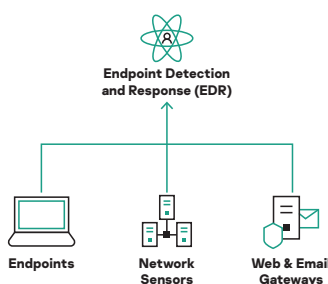 Endpoint Detection
and Response (EDR)
Endpoints
Network
Sensors
Web & Email
Gateways